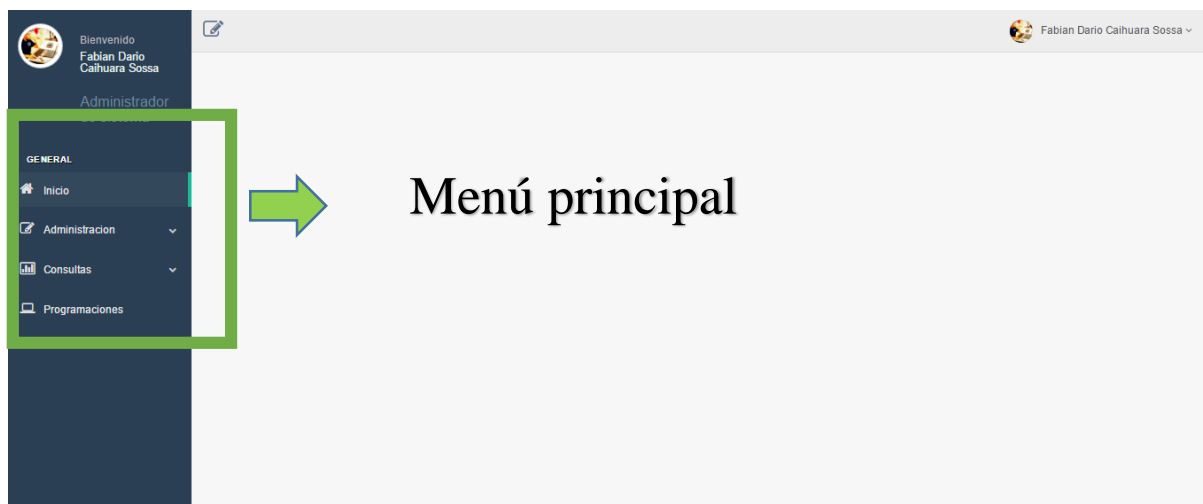 Bienvenido
Fabian Dario
Caihuara Sossa
Administrador
Fabian Dario Caihuara Sossa
GENERAL
Inicio
Administracion
Consultas
Programaciones
Menú principal